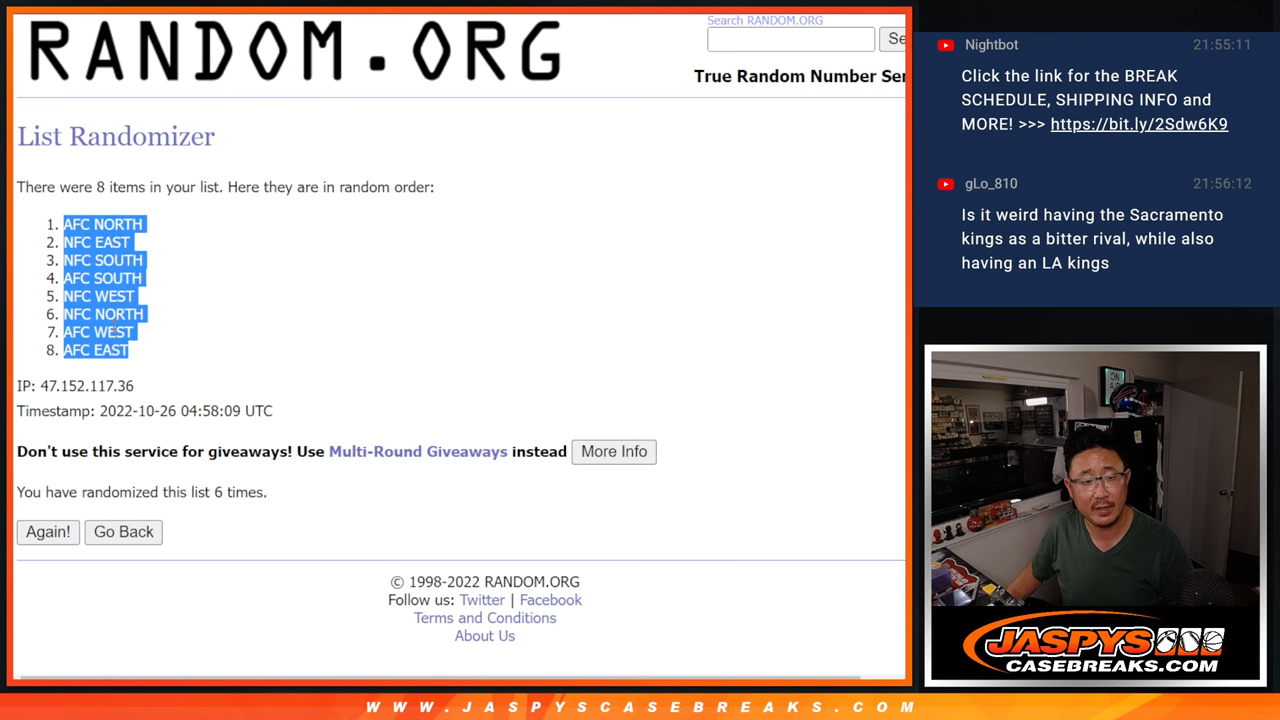 RANDOM.ORG
Search RANDOM.ORG
Se
True Random Number Ser
List Randomizer
There were 8 items in your list. Here they are in random order:
1. AFC NORTH
2. NFC EAST
3. NFC SOUTH
4. AFC SOUTH
5. NFC WEST
6. NFC NORTH
7. AFC WEST
8. AFC EAST
IP: 47.152.117.36
Timestamp: 2022-10-26 04:58:09 UTC
Don't use this service for giveaways! Use Multi-Round Giveaways instead More Info
You have randomized this list 6 times.
Again! Go Back
© 1998-2022 RANDOM.ORG
Follow us: Twitter | Facebook
Terms and Conditions
About Us
Nightbot 21:55:11
Click the link for the BREAK
SCHEDULE, SHIPPING INFO and
MORE! >>> https://bit.ly/2Sdw6K9
gLo_810 21:56:12
Is it weird having the Sacramento
kings as a bitter rival, while also
having an LA kings
ON
AIR
JASPYS
CASEBREAKS.COM
WWW.JASPYSCASEBREAKS.COM